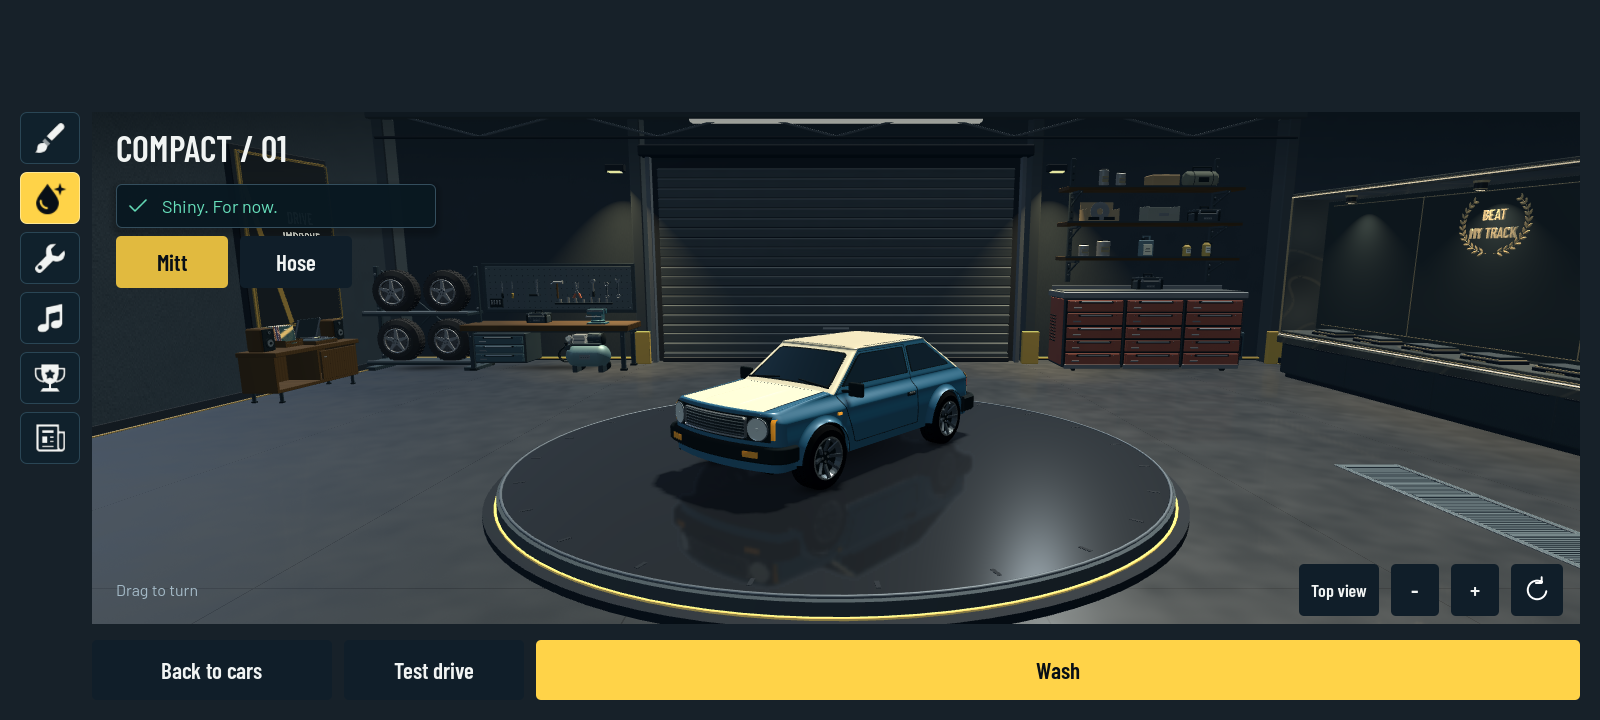 COMPACT / 01
Shiny. For now.
Mitt
Hose
BEAT
MY TRACK
Drag to turn
Top view
-
+
Back to cars
Test drive
Wash